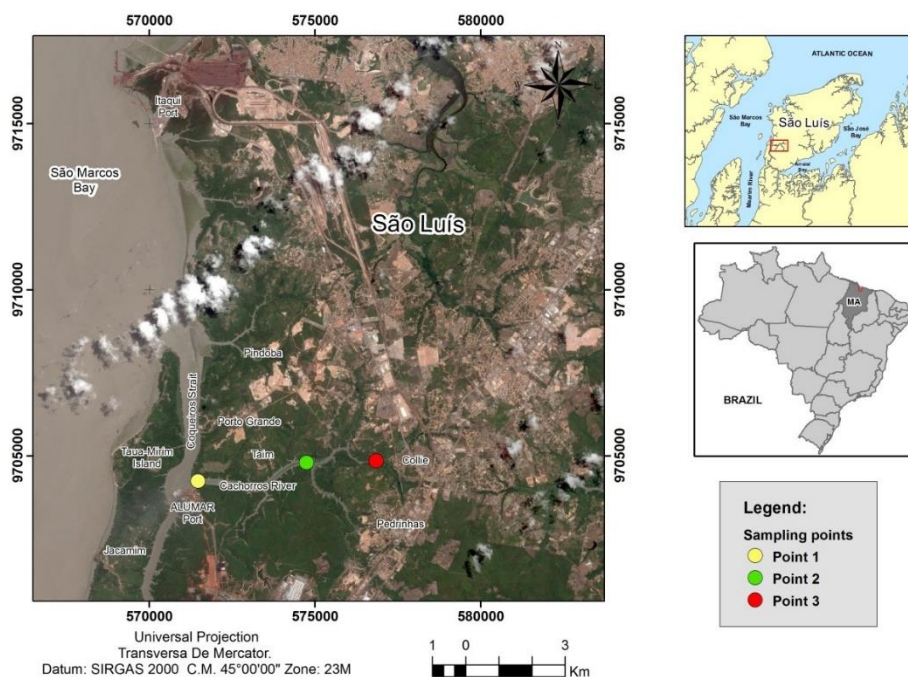 570000 575000 580000
9715000
9710000
9705000
Itaqui
Port
São Marcos
Bay
N
São Luís
Pindoba
Coqueiros Strait
Porto Grande
Taua-Mirim
Island
Taim
Collie
Cachorros River
ALUMAR
Port
Pedrinhas
Jacamim
9715000
9710000
9705000
570000 575000 580000
Universal Projection
Transversa De Mercator.
Datum: SIRGAS 2000 C.M. 45°00'00" Zone: 23M
1 0 3
Km
ATLANTIC OCEAN
São Marcos
Bay
São Luís
São José
Bay
Bay
River
MA
BRAZIL
Legend:
Sampling points
Point 1
Point 2
Point 3